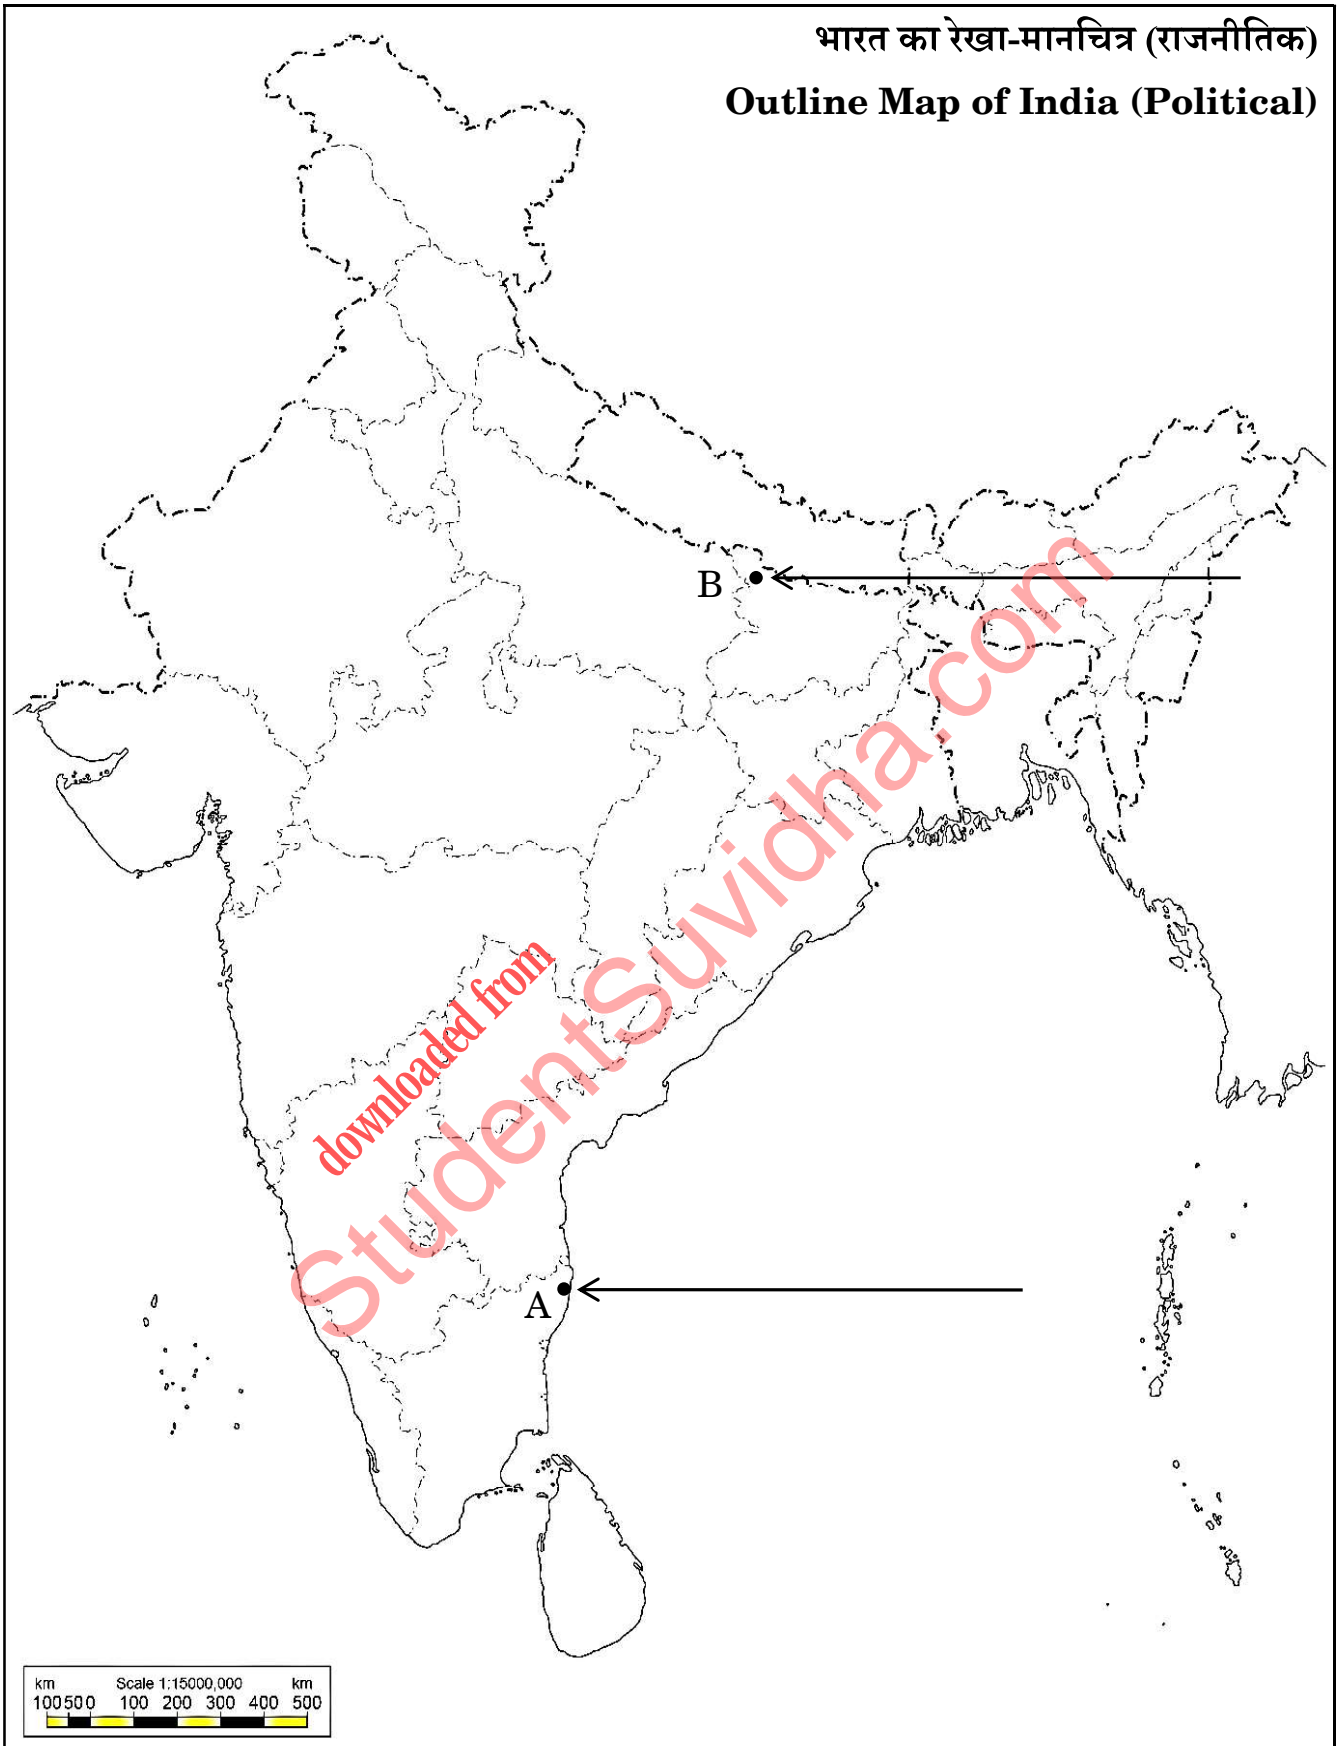 भारत का रेखा-मानचित्र (राजनीतिक)
Outline Map of India (Political)
B
downloaded from
StudentSuvidha.com
A
km Scale 1:15000,000 km
100 50 0 100 200 300 400 500